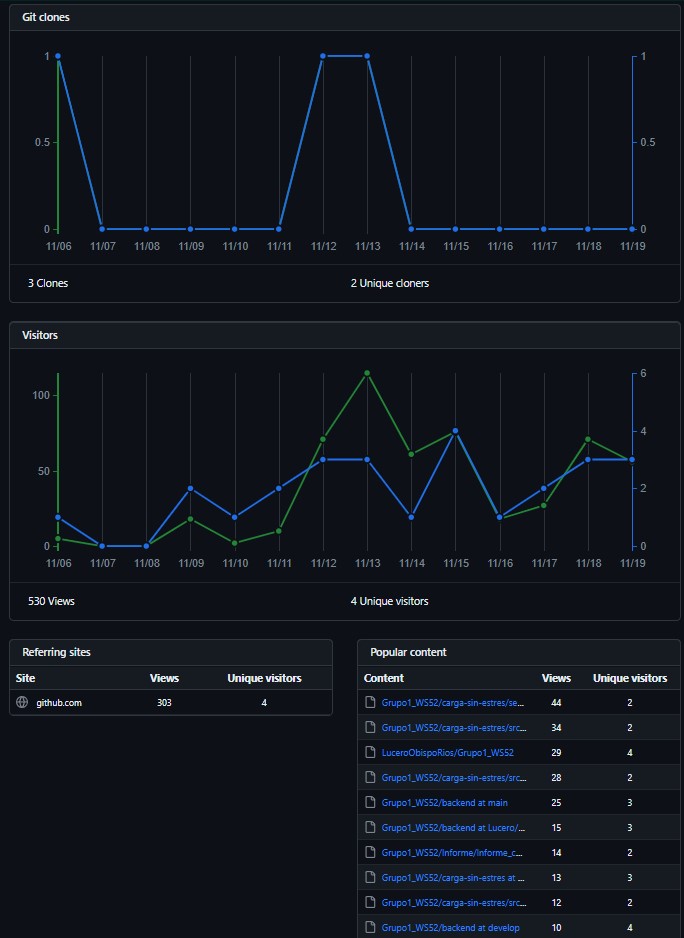 Git clones
1 1
0.5 0.5
0 0
11/06 11/07 11/08 11/09 11/10 11/11 11/12 11/13 11/14 11/15 11/16 11/17 11/18 11/19
3 Clones 2 Unique cloners
Visitors
6
100
4
50
2
0 0
11/06 11/07 11/08 11/09 11/10 11/11 11/12 11/13 11/14 11/15 11/16 11/17 11/18 11/19
530 Views 4 Unique visitors
Referring sites
Site Views Unique visitors
github.com 303 4
Popular content
Content Views Unique visitors
Grupo1_WS52/carga-sin-estres/se... 44 2
Grupo1_WS52/carga-sin-estres/src... 34 2
LuceroObispoRios/Grupo1_WS52 29 4
Grupo1_WS52/carga-sin-estres/src... 28 2
Grupo1_WS52/backend at main 25 3
Grupo1_WS52/backend at Lucero/... 15 3
Grupo1_WS52/Informe/Informe_c... 14 2
Grupo1_WS52/carga-sin-estres at ... 13 3
Grupo1_WS52/carga-sin-estres/src... 12 2
Grupo1_WS52/backend at develop 10 4